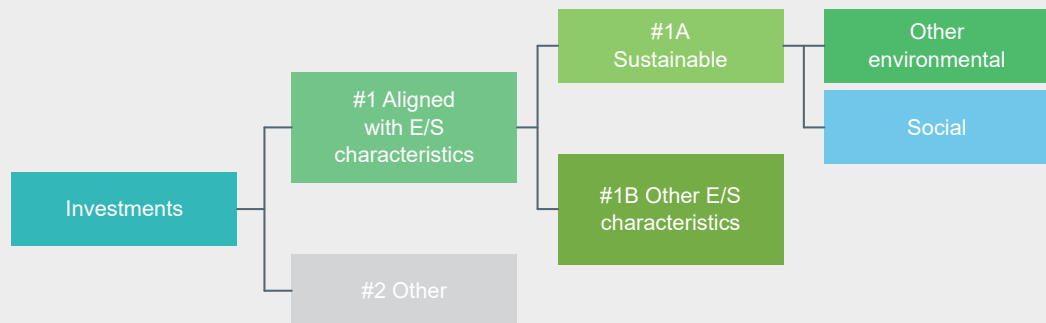 Investments
#1 Aligned
with E/S
characteristics
#2 Other
#1A
Sustainable
#1B Other E/S
characteristics
Other
environmental
Social